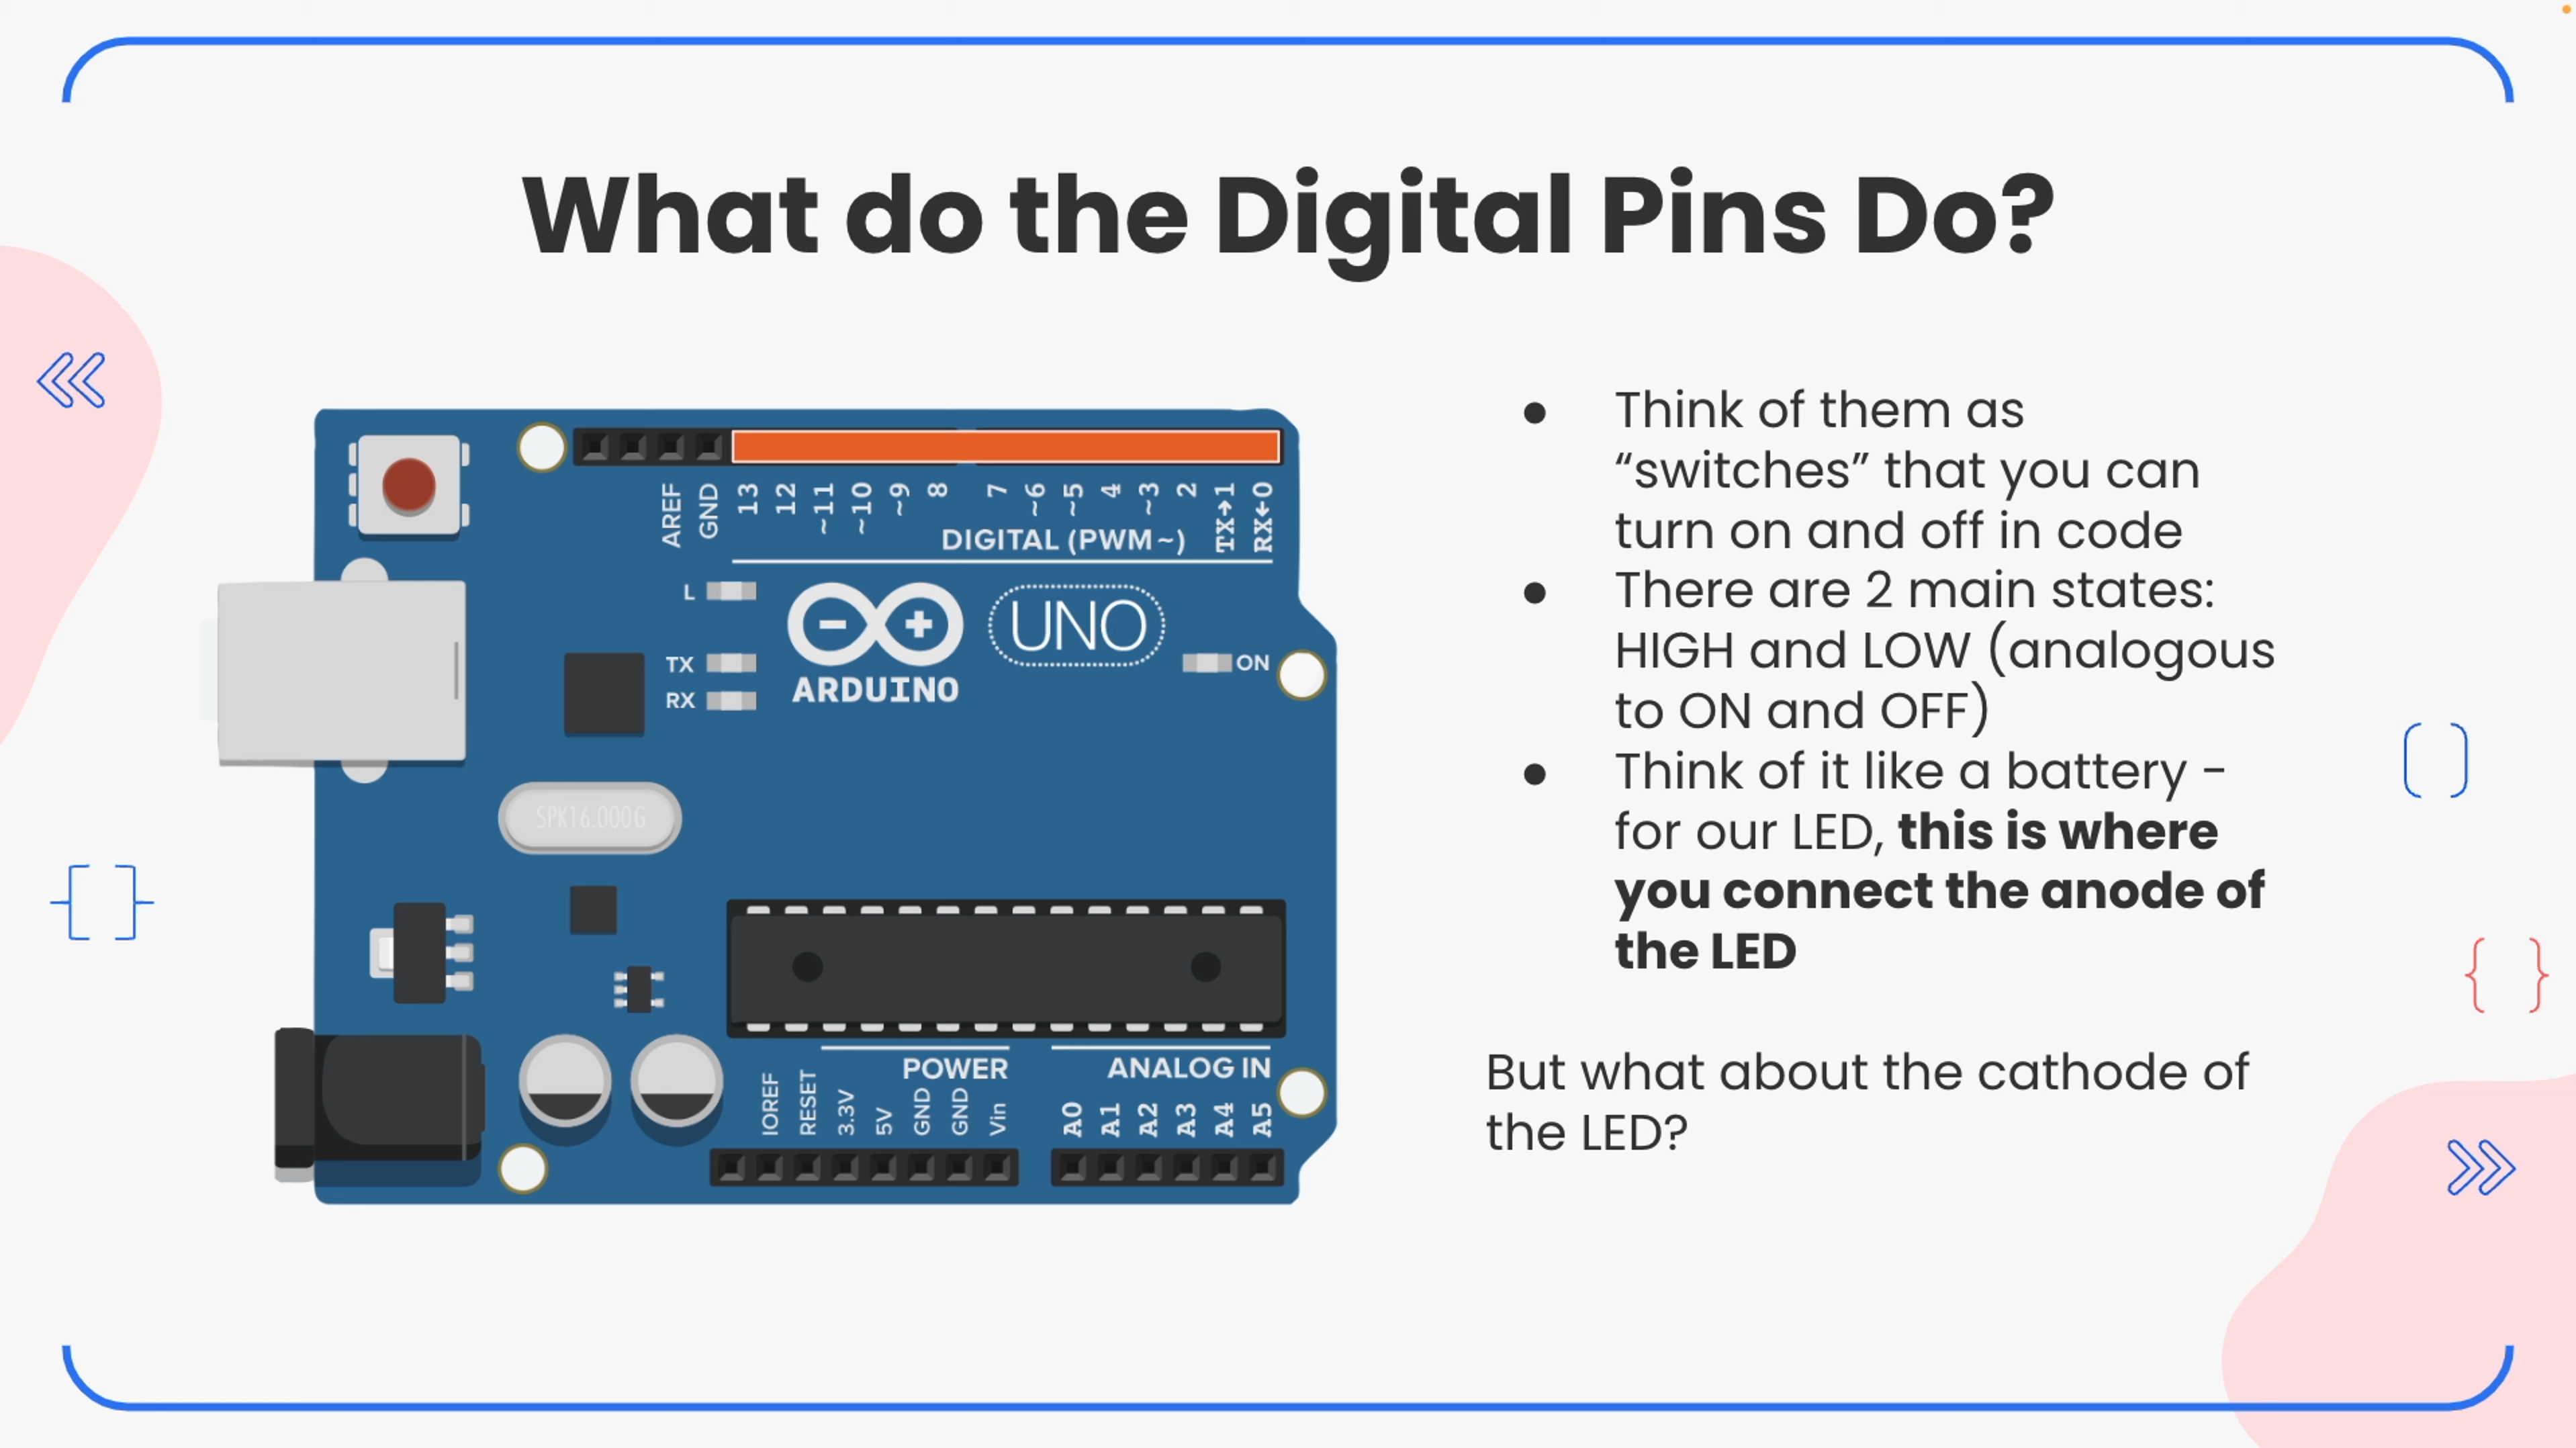 What do the Digital Pins Do?
AREF
GND
13
12
~11
~10
~9
8
7
~6
~5
4
~3
2
TX→1
RX←0
DIGITAL (PWM~)
L
TX
RX
ARDUINO
UNO
ON
SPK16.000G
POWER
ANALOG IN
IOREF
RESET
3.3V
5V
GND
GND
Vin
A0
A1
A2
A3
A4
A5
● Think of them as
“switches” that you can
turn on and off in code
● There are 2 main states:
HIGH and LOW (analogous
to ON and OFF)
● Think of it like a battery -
for our LED, this is where
you connect the anode of
the LED
But what about the cathode of
the LED?